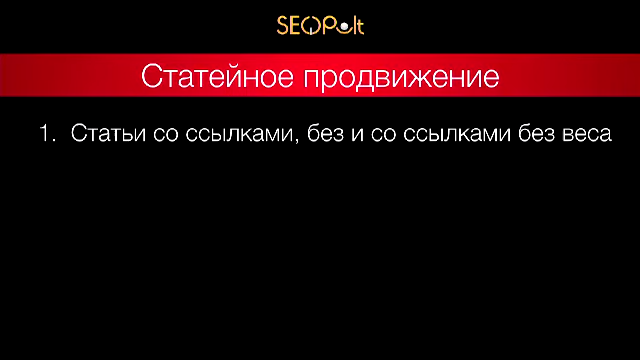 SEOPult
Статейное продвижение
1. Статьи со ссылками, без и со ссылками без веса